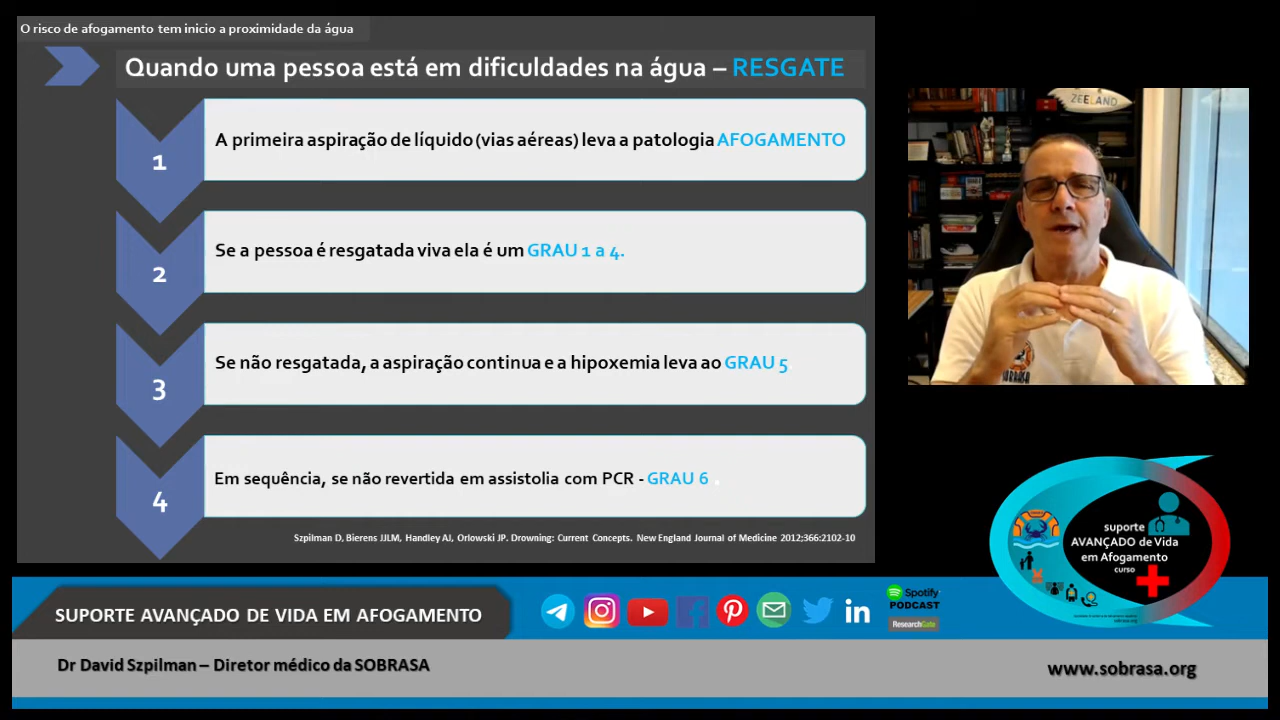 O risco de afogamento tem inicio a proximidade da água
Quando uma pessoa está em dificuldades na água – RESGATE
1
A primeira aspiração de líquido (vias aéreas) leva a patologia AFOGAMENTO
2
Se a pessoa é resgatada viva ela é um GRAU 1 a 4.
3
Se não resgatada, a aspiração continua e a hipoxemia leva ao GRAU 5
4
Em sequência, se não revertida em assistolia com PCR - GRAU 6 .
Szpilman D, Bierens JJLM, Handley AJ, Orlowski JP. Drowning: Current Concepts. New England Journal of Medicine 2012;366:2102-10
ZEELAND
SOBRASA
suporte
AVANÇADO de Vida
em Afogamento
curso
SUPORTE AVANÇADO DE VIDA EM AFOGAMENTO
Spotify
PODCAST
ResearchGate
Dr David Szpilman – Diretor médico da SOBRASA
www.sobrasa.org